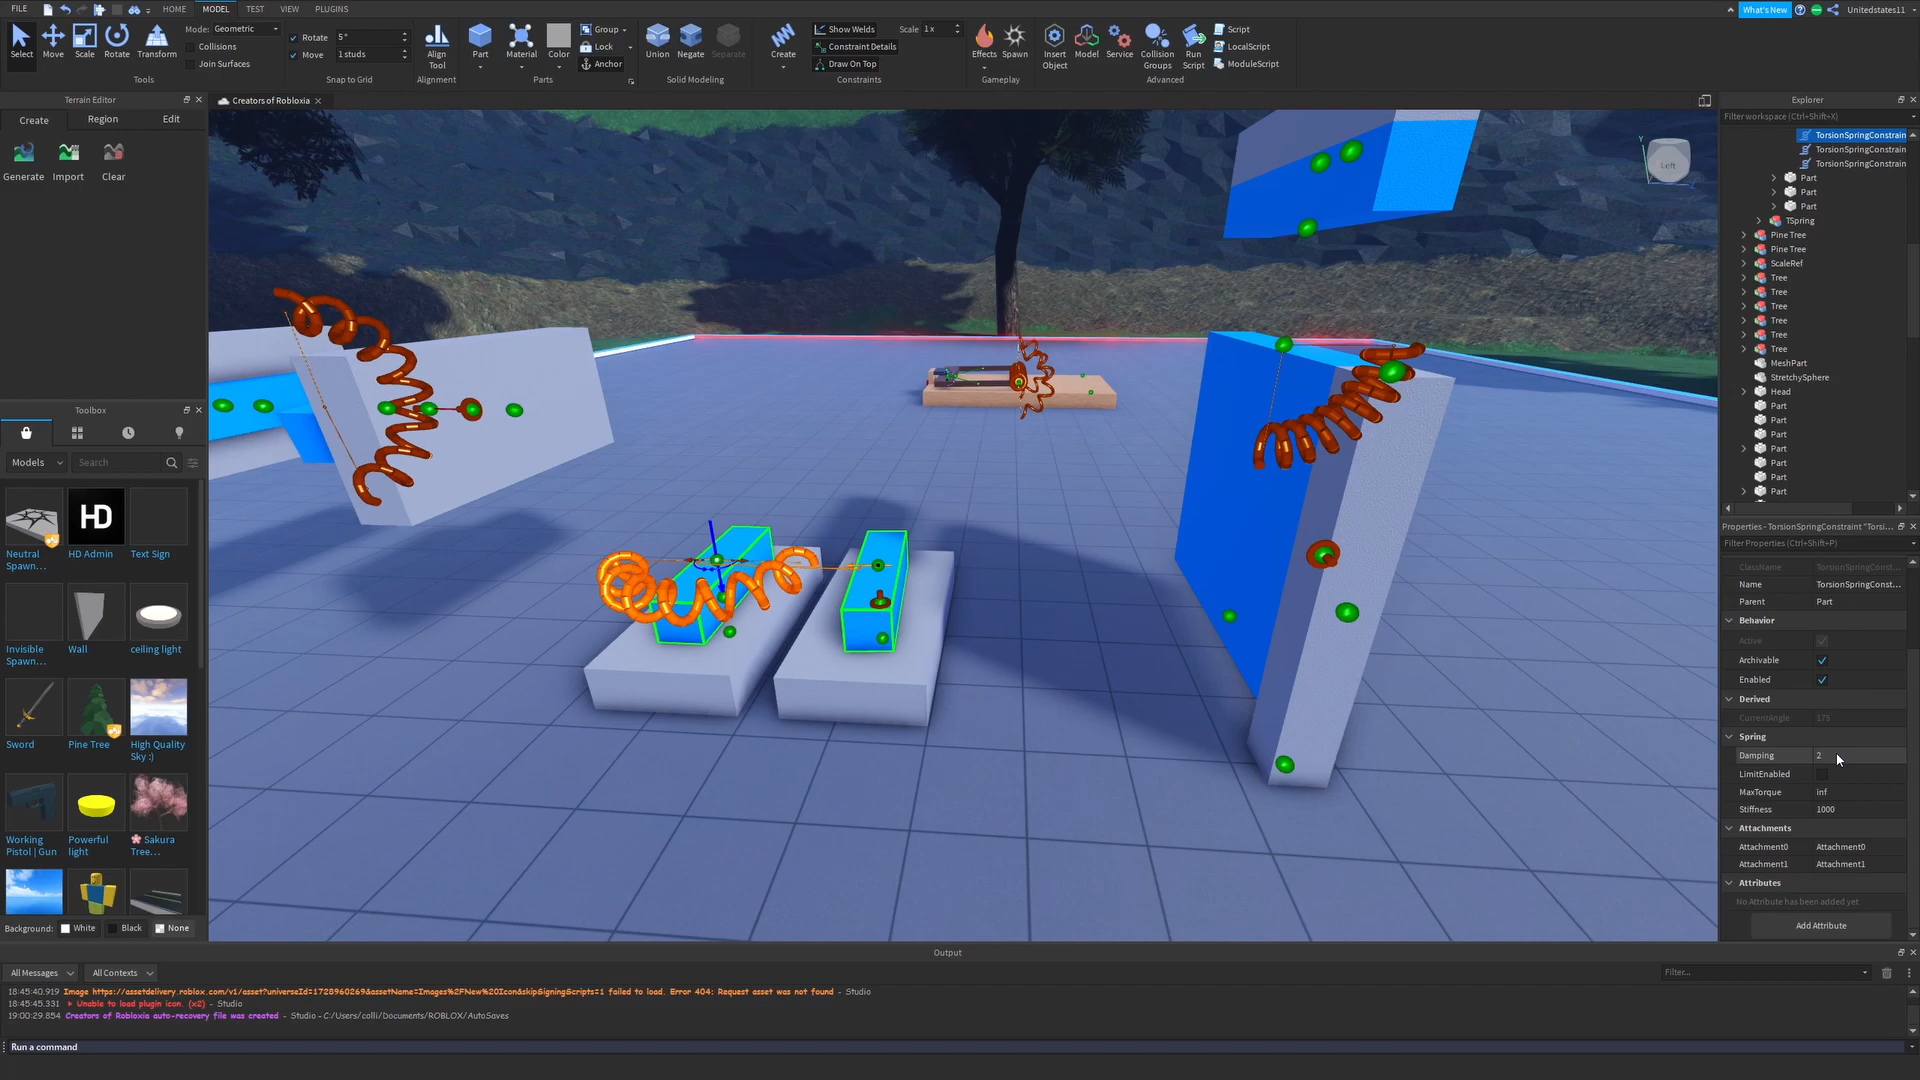 FILE
HOME
MODEL
TEST
VIEW
PLUGINS
What's New
Unitedstates11
Select
Move
Scale
Rotate
Transform
Mode: Geometric
Collisions
Join Surfaces
Tools
Rotate 5°
Move 1 studs
Snap to Grid
Align
Tool
Alignment
Part
Material
Color
Group
Lock
Anchor
Parts
Union
Negate
Separate
Solid Modeling
Create
Show Welds
Scale 1 x
Constraint Details
Draw On Top
Constraints
Effects
Spawn
Gameplay
Insert
Object
Model
Service
Collision
Groups
Run
Script
Script
LocalScript
ModuleScript
Advanced
Terrain Editor
Create
Region
Edit
Generate
Import
Clear
Toolbox
Models
Search
HD
Neutral
Spawn...
HD Admin
Text Sign
Invisible
Spawn...
Wall
ceiling light
Sword
Pine Tree
High Quality
Sky :)
Working
Pistol | Gun
Powerful
light
🌸 Sakura
Tree...
Background: White Black None
Creators of Robloxia
Y
Left
Explorer
Filter workspace (Ctrl+Shift+X)
TorsionSpringConstrain
TorsionSpringConstrain
TorsionSpringConstrain
Part
Part
Part
TSpring
Pine Tree
Pine Tree
ScaleRef
Tree
Tree
Tree
Tree
Tree
Tree
MeshPart
StretchySphere
Head
Part
Part
Part
Part
Part
Part
Part
Properties - TorsionSpringConstraint "Torsi...
Filter Properties (Ctrl+Shift+P)
ClassName TorsionSpringConst...
Name TorsionSpringConst...
Parent Part
Behavior
Active
Archivable
Enabled
Derived
CurrentAngle 175
Spring
Damping 2
LimitEnabled
MaxTorque inf
Stiffness 1000
Attachments
Attachment0 Attachment0
Attachment1 Attachment1
Attributes
No Attribute has been added yet
Add Attribute
Output
All Messages
All Contexts
Filter...
18:45:40.919 Image https://assetdelivery.roblox.com/v1/asset?universeId=1728960269&assetName=Images%2FNew%20Icon&skipSigningScripts=1 failed to load. Error 404: Request asset was not found - Studio
18:45:45.331 Unable to load plugin icon. (x2) - Studio
19:00:29.854 Creators of Robloxia auto-recovery file was created - Studio - C:/Users/colli/Documents/ROBLOX/AutoSaves
Run a command